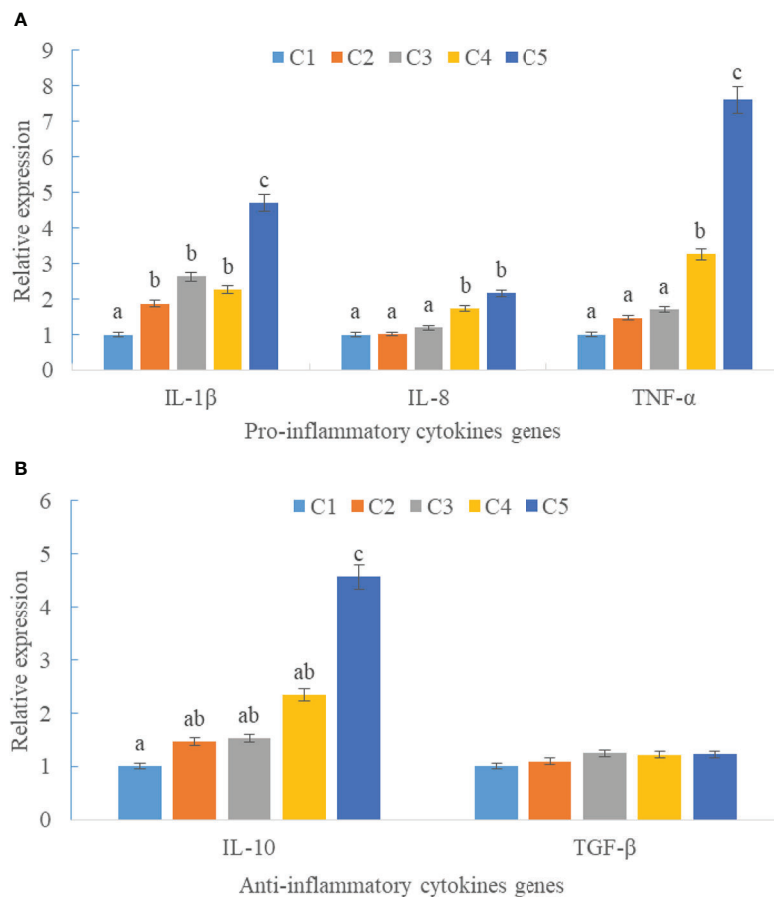 A
9
8
7
6
5
4
3
2
1
0
Relative expression
C1 C2 C3 C4 C5
a b b b c
a a a b b
a a a b c
IL-1β IL-8 TNF-α
Pro-inflammatory cytokines genes
B
6
5
4
3
2
1
0
Relative expression
C1 C2 C3 C4 C5
a ab ab ab c
IL-10 TGF-β
Anti-inflammatory cytokines genes